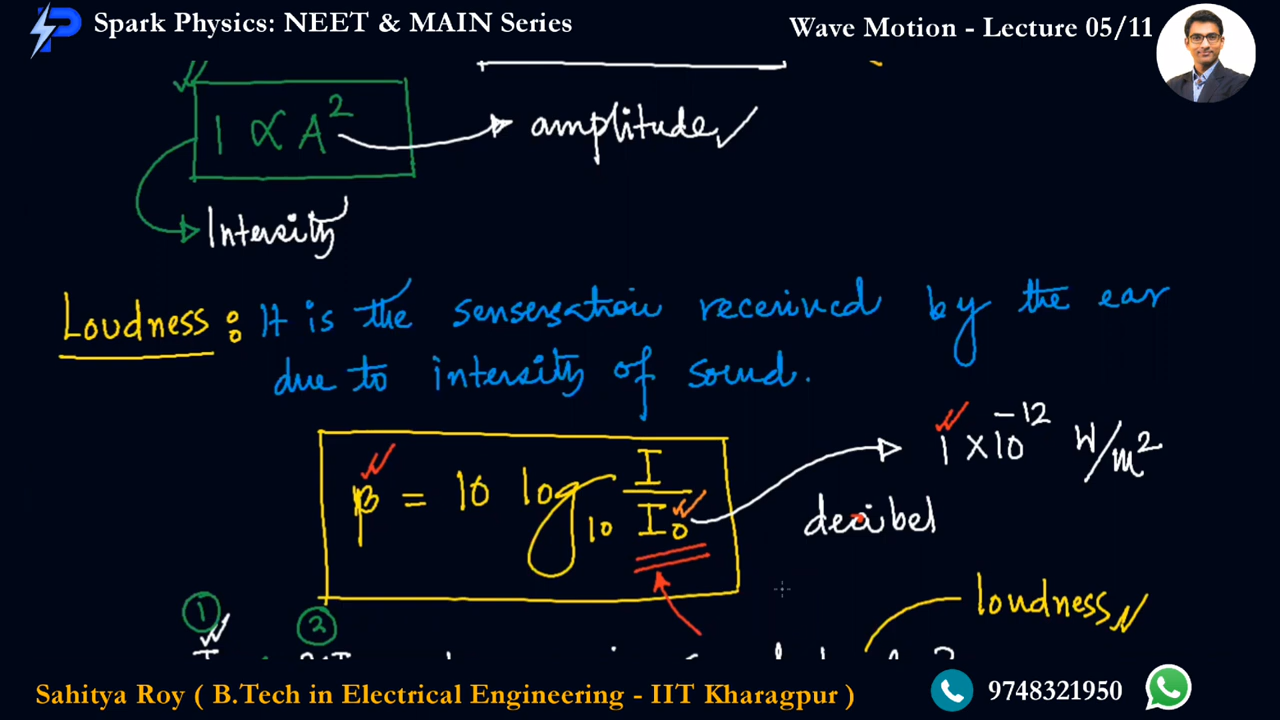 Spark Physics: NEET & MAIN Series
Wave Motion - Lecture 05/11
I ∝ A²
amplitude
Intensity
Loudness : It is the sensersation received by the ear
due to intensity of sound.
β = 10 log₁₀ I/I₀
1 × 10⁻¹² W/m²
decibel
loudness
1
2
Sahitya Roy ( B.Tech in Electrical Engineering - IIT Kharagpur )
9748321950